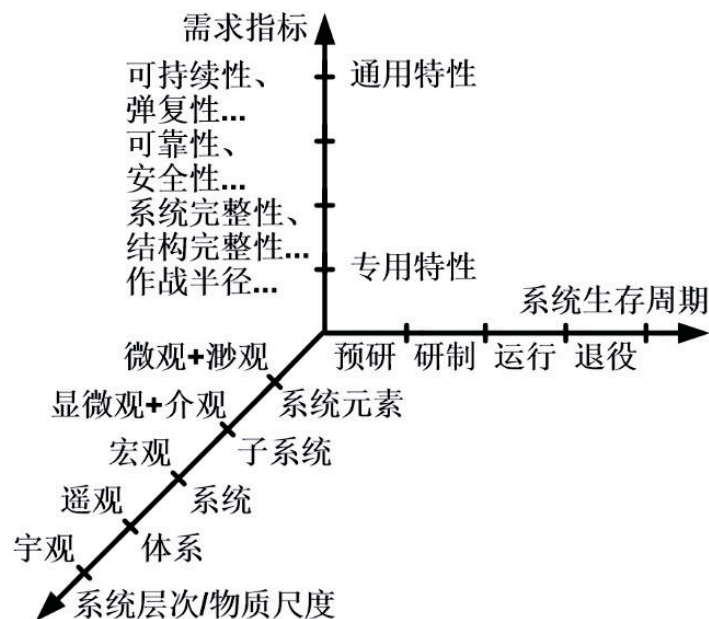 需求指标
可持续性、
通用特性
弹复性...
可靠性、
安全性...
系统完整性、
结构完整性...
作战半径...
专用特性
系统生存周期
预研
研制
运行
退役
微观+渺观
系统元素
显微观+介观
子系统
宏观
系统
遥观
体系
宇观
系统层次/物质尺度